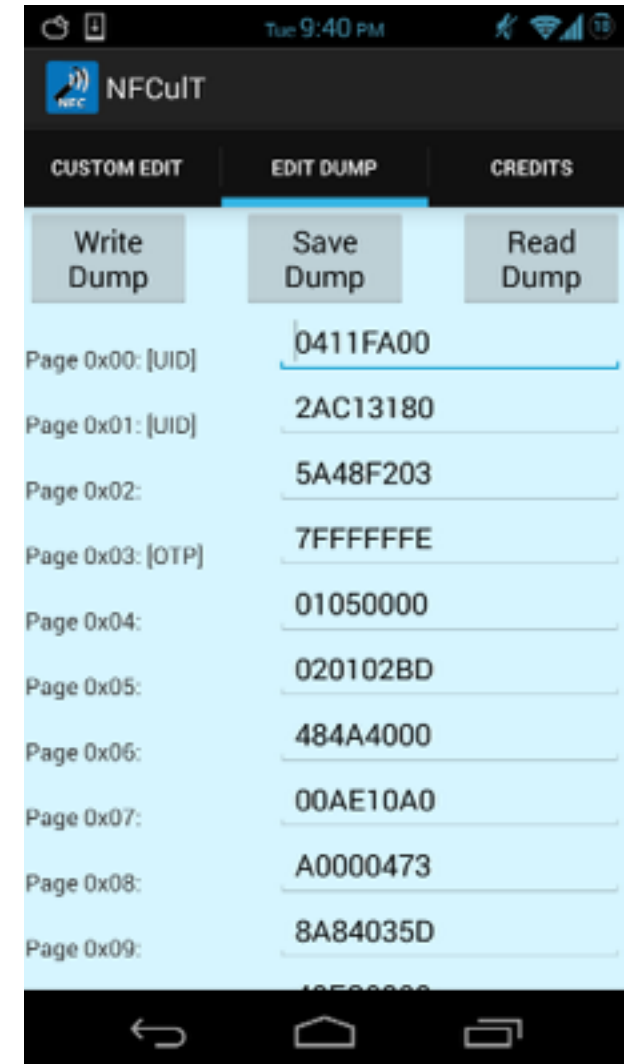 Tue 9:40 PM
NFC NFCulT
CUSTOM EDIT EDIT DUMP CREDITS
Write Save Read
Dump Dump Dump
Page 0x00: [UID] 0411FA00
Page 0x01: [UID] 2AC13180
Page 0x02: 5A48F203
Page 0x03: [OTP] 7FFFFFFE
Page 0x04: 01050000
Page 0x05: 020102BD
Page 0x06: 484A4000
Page 0x07: 00AE10A0
Page 0x08: A0000473
Page 0x09: 8A84035D